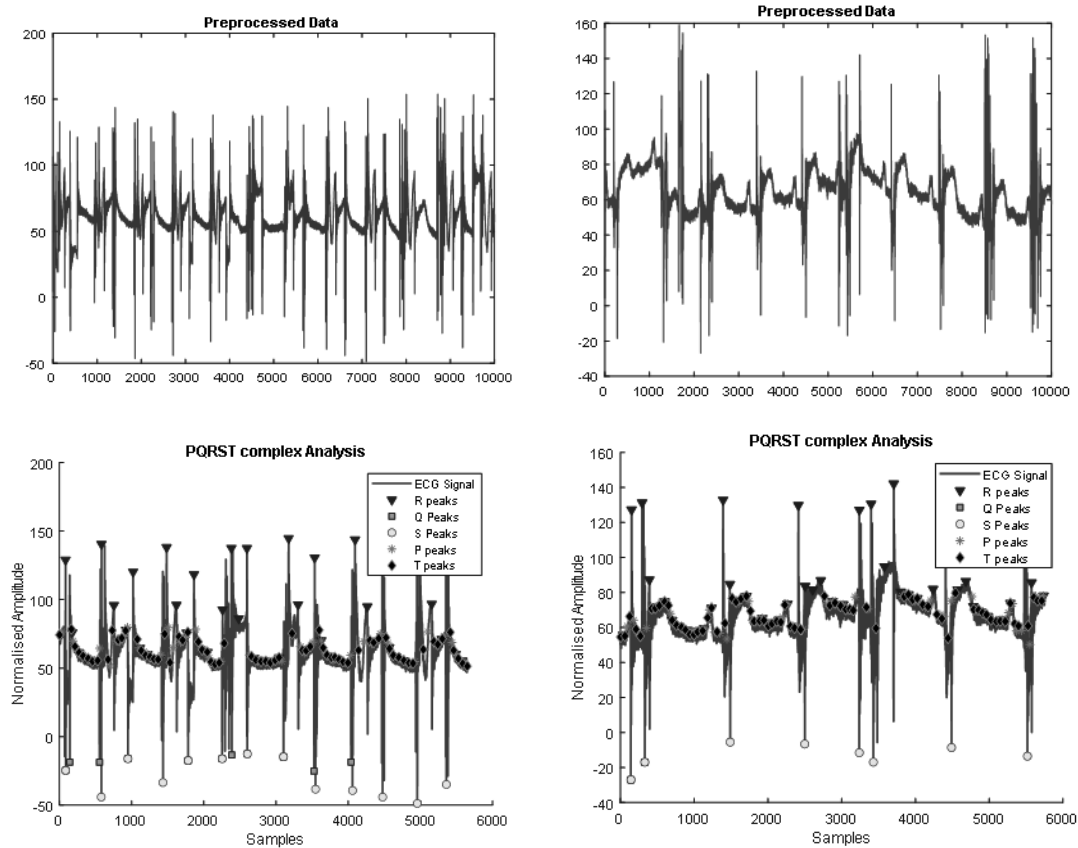 Preprocessed Data
200
150
100
50
0
-50
0 1000 2000 3000 4000 5000 6000 7000 8000 9000 10000
Preprocessed Data
160
140
120
100
80
60
40
20
0
-20
-40
1000 2000 3000 4000 5000 6000 7000 8000 9000 10000
PQRST complex Analysis
Normalised Amplitude
200
150
100
50
0
-50
0 1000 2000 3000 4000 5000 6000
Samples
ECG Signal
R peaks
Q Peaks
S Peaks
P peaks
T peaks
PQRST complex Analysis
Normalised Amplitude
160
140
120
100
80
60
40
20
0
-20
-40
0 1000 2000 3000 4000 5000 6000
Samples
ECG Signal
R peaks
Q Peaks
S Peaks
P peaks
T peaks